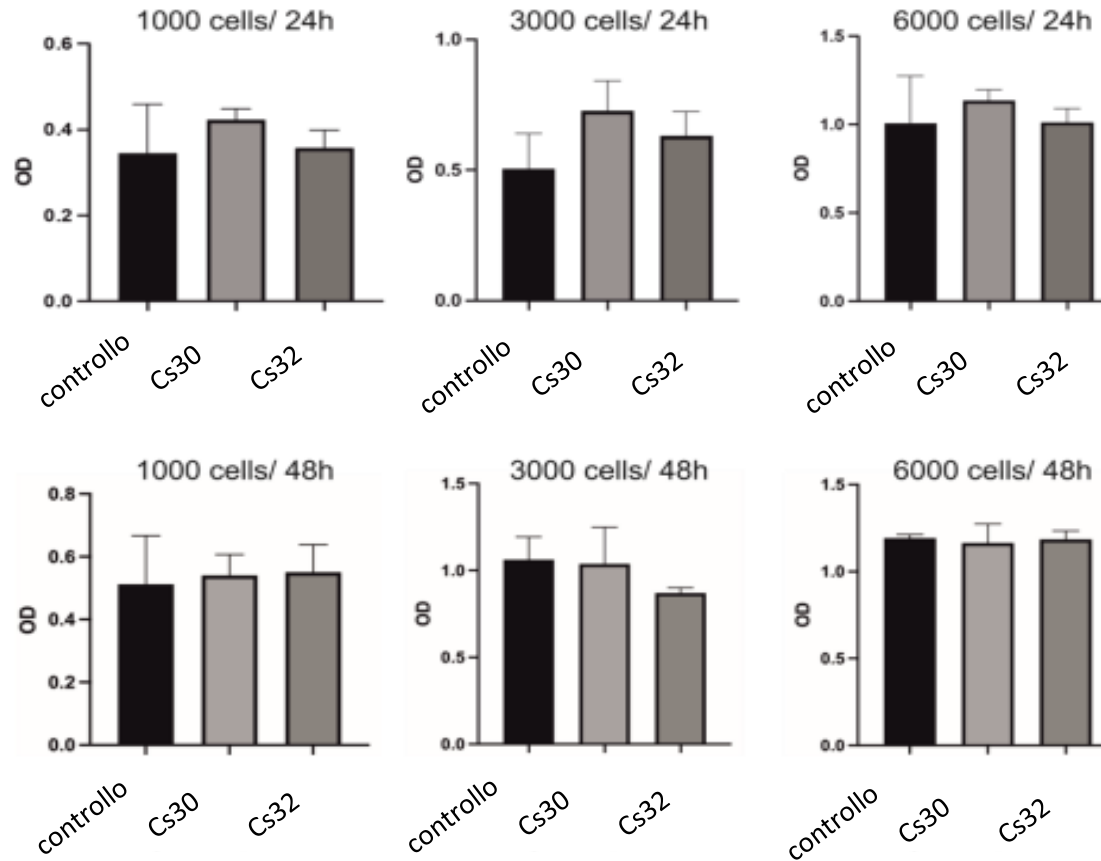 1000 cells/ 24h
0.6
0.4
0.2
0.0
OD
controllo
Cs30
Cs32
3000 cells/ 24h
1.0
0.5
0.0
OD
controllo
Cs30
Cs32
6000 cells/ 24h
1.5
1.0
0.5
0.0
OD
controllo
Cs30
Cs32
1000 cells/ 48h
0.8
0.6
0.4
0.2
0.0
OD
controllo
Cs30
Cs32
3000 cells/ 48h
1.5
1.0
0.5
0.0
OD
controllo
Cs30
Cs32
6000 cells/ 48h
1.5
1.0
0.5
0.0
OD
controllo
Cs30
Cs32